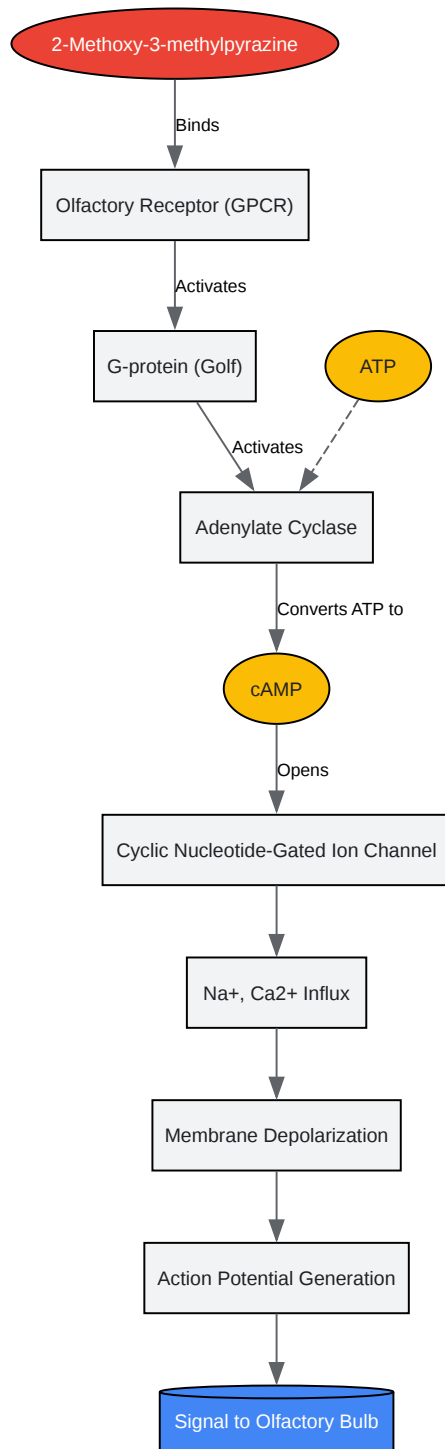 2-Methoxy-3-methylpyrazine
Binds
Olfactory Receptor (GPCR)
Activates
G-protein (Golf)
ATP
Activates
Adenylate Cyclase
Converts ATP to
cAMP
Opens
Cyclic Nucleotide-Gated Ion Channel
Na+, Ca2+ Influx
Membrane Depolarization
Action Potential Generation
Signal to Olfactory Bulb